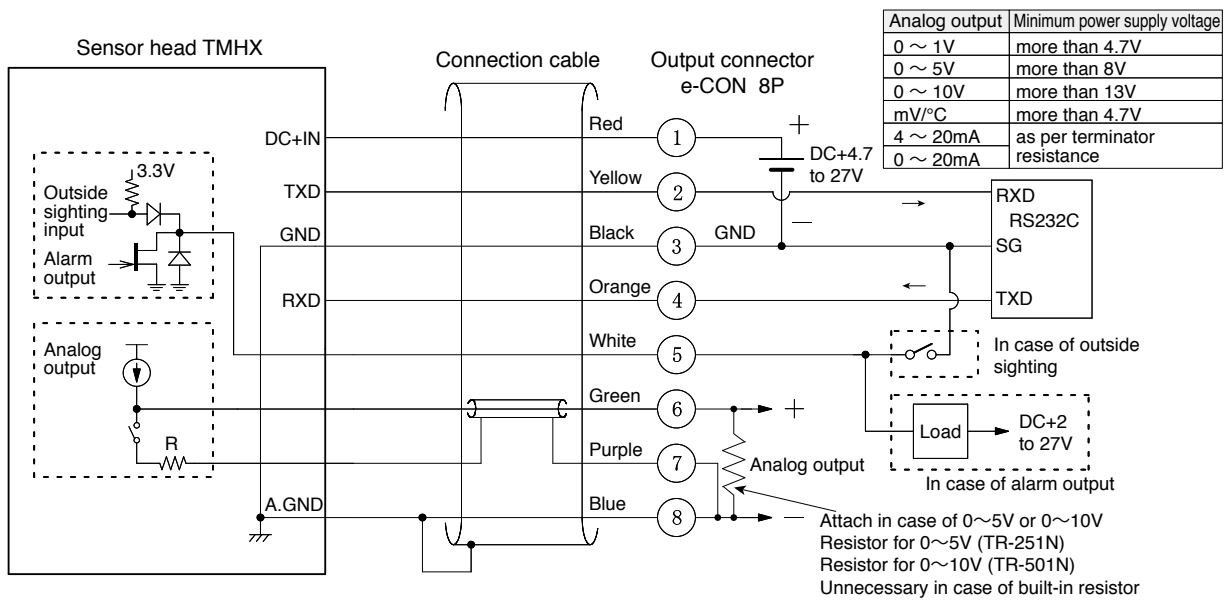 Analog output Minimum power supply voltage
0 ～ 1V more than 4.7V
0 ～ 5V more than 8V
0 ～ 10V more than 13V
mV/°C more than 4.7V
4 ～ 20mA as per terminator
0 ～ 20mA resistance
Sensor head TMHX
Connection cable
Output connector
e-CON 8P
DC+IN
Red
1
+
DC+4.7
to 27V
−
3.3V
Outside
sighting
input
Alarm
output
TXD
Yellow
2
→
RXD
RS232C
GND
Black
3
GND
SG
RXD
Orange
4
←
TXD
White
5
In case of outside
sighting
Analog
output
R
Green
6
+
Load
DC+2
to 27V
In case of alarm output
Purple
7
Analog output
A.GND
Blue
8
−
Attach in case of 0～5V or 0～10V
Resistor for 0～5V (TR-251N)
Resistor for 0～10V (TR-501N)
Unnecessary in case of built-in resistor